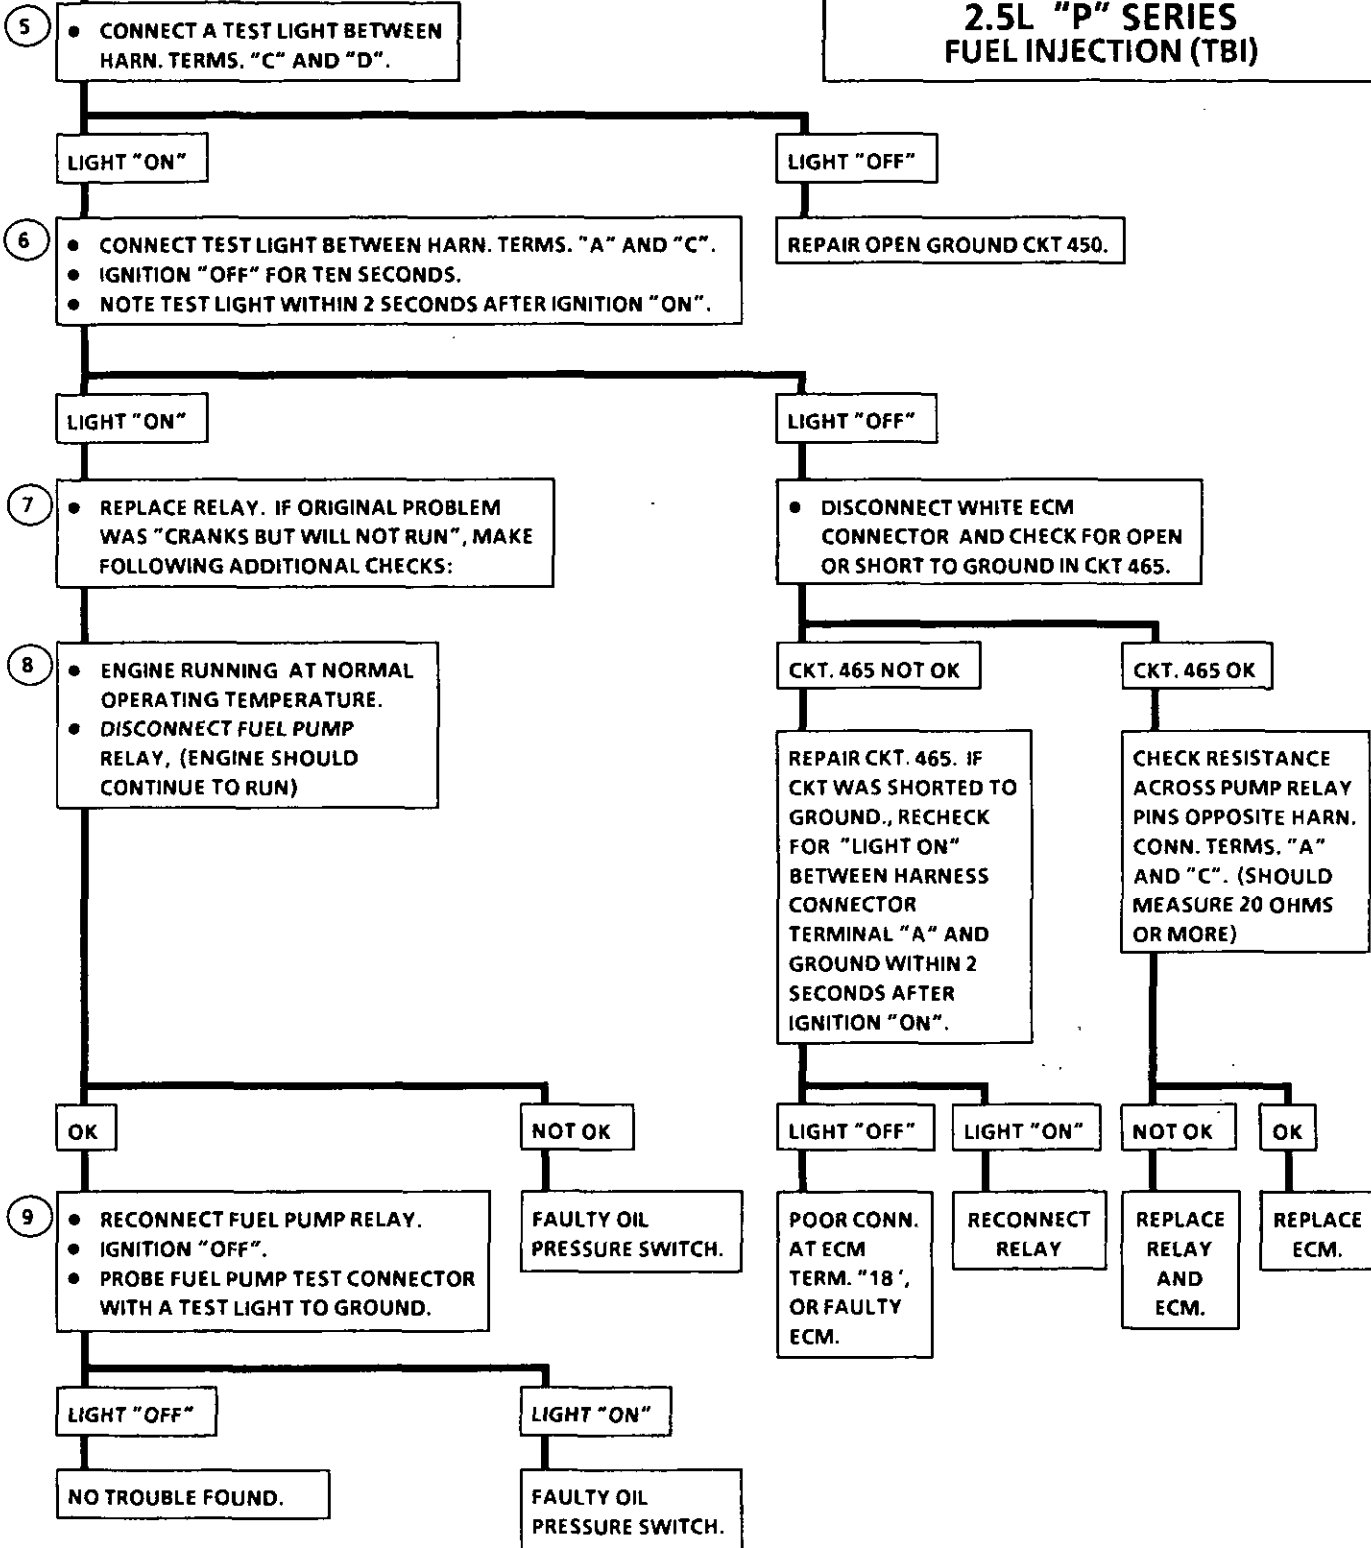 2.5L "P" SERIES
FUEL INJECTION (TBI)
5
• CONNECT A TEST LIGHT BETWEEN
HARN. TERMS. "C" AND "D".
LIGHT "ON"
LIGHT "OFF"
6
• CONNECT TEST LIGHT BETWEEN HARN. TERMS. "A" AND "C".
• IGNITION "OFF" FOR TEN SECONDS.
• NOTE TEST LIGHT WITHIN 2 SECONDS AFTER IGNITION "ON".
REPAIR OPEN GROUND CKT 450.
LIGHT "ON"
LIGHT "OFF"
7
• REPLACE RELAY. IF ORIGINAL PROBLEM
WAS "CRANKS BUT WILL NOT RUN", MAKE
FOLLOWING ADDITIONAL CHECKS:
• DISCONNECT WHITE ECM
CONNECTOR AND CHECK FOR OPEN
OR SHORT TO GROUND IN CKT 465.
8
• ENGINE RUNNING AT NORMAL
OPERATING TEMPERATURE.
• DISCONNECT FUEL PUMP
RELAY, (ENGINE SHOULD
CONTINUE TO RUN)
CKT. 465 NOT OK
CKT. 465 OK
REPAIR CKT. 465. IF
CKT WAS SHORTED TO
GROUND., RECHECK
FOR "LIGHT ON"
BETWEEN HARNESS
CONNECTOR
TERMINAL "A" AND
GROUND WITHIN 2
SECONDS AFTER
IGNITION "ON".
CHECK RESISTANCE
ACROSS PUMP RELAY
PINS OPPOSITE HARN.
CONN. TERMS. "A"
AND "C". (SHOULD
MEASURE 20 OHMS
OR MORE)
OK
NOT OK
LIGHT "OFF"
LIGHT "ON"
NOT OK
OK
9
• RECONNECT FUEL PUMP RELAY.
• IGNITION "OFF".
• PROBE FUEL PUMP TEST CONNECTOR
WITH A TEST LIGHT TO GROUND.
FAULTY OIL
PRESSURE SWITCH.
POOR CONN.
AT ECM
TERM. "18',
OR FAULTY
ECM.
RECONNECT
RELAY
REPLACE
RELAY
AND
ECM.
REPLACE
ECM.
LIGHT "OFF"
LIGHT "ON"
NO TROUBLE FOUND.
FAULTY OIL
PRESSURE SWITCH.